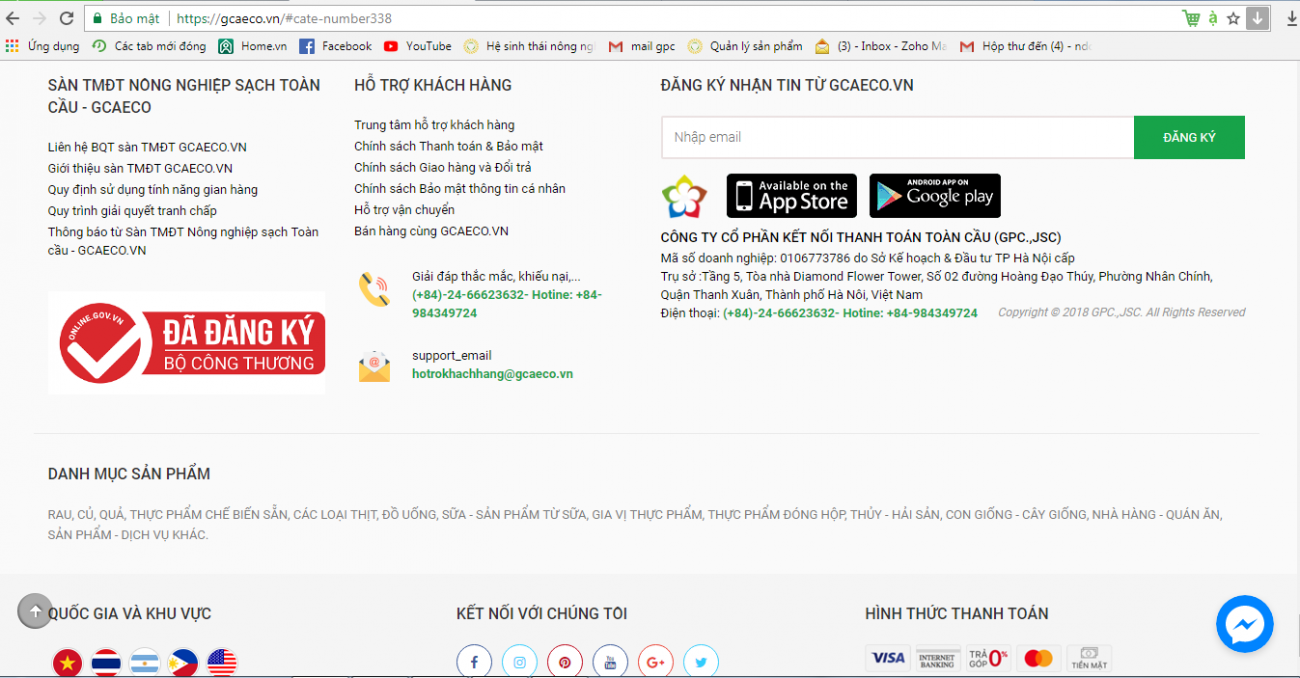 Bảo mật | https://gcaeco.vn/#cate-number338
Ứng dụng Các tab mới đóng Home.vn Facebook YouTube Hệ sinh thái nông ng mail gpc Quản lý sản phẩm (3) - Inbox - Zoho Ma Hộp thư đến (4) - nd
SÀN TMĐT NÔNG NGHIỆP SẠCH TOÀN
CẦU - GCAECO
Liên hệ BQT sàn TMĐT GCAECO.VN
Giới thiệu sàn TMĐT GCAECO.VN
Quy định sử dụng tính năng gian hàng
Quy trình giải quyết tranh chấp
Thông báo từ Sàn TMĐT Nông nghiệp sạch Toàn
cầu - GCAECO.VN
ONLINE.GOV.VN
ĐÃ ĐĂNG KÝ
BỘ CÔNG THƯƠNG
HỖ TRỢ KHÁCH HÀNG
Trung tâm hỗ trợ khách hàng
Chính sách Thanh toán & Bảo mật
Chính sách Giao hàng và Đổi trả
Chính sách Bảo mật thông tin cá nhân
Hỗ trợ vận chuyển
Bán hàng cùng GCAECO.VN
Giải đáp thắc mắc, khiếu nại,...
(+84)-24-66623632- Hotine: +84-
984349724
support_email
hotrokhachhang@gcaeco.vn
ĐĂNG KÝ NHẬN TIN TỪ GCAECO.VN
Nhập email
ĐĂNG KÝ
Available on the
App Store
ANDROID APP ON
Google play
CÔNG TY CỔ PHẦN KẾT NỐI THANH TOÁN TOÀN CẦU (GPC.,JSC)
Mã số doanh nghiệp: 0106773786 do Sở Kế hoạch & Đầu tư TP Hà Nội cấp
Trụ sở :Tầng 5, Tòa nhà Diamond Flower Tower, Số 02 đường Hoàng Đạo Thúy, Phường Nhân Chính,
Quận Thanh Xuân, Thành phố Hà Nôi, Việt Nam
Điện thoại: (+84)-24-66623632- Hotine: +84-984349724
Copyright © 2018 GPC.,JSC. All Rights Reserved
DANH MỤC SẢN PHẨM
RAU, CỦ, QUẢ, THỰC PHẨM CHẾ BIẾN SẴN, CÁC LOẠI THỊT, ĐỒ UỐNG, SỮA - SẢN PHẨM TỪ SỮA, GIA VỊ THỰC PHẨM, THỰC PHẨM ĐÓNG HỘP, THỦY - HẢI SẢN, CON GIỐNG - CÂY GIỐNG, NHÀ HÀNG - QUÁN ĂN,
SẢN PHẨM - DỊCH VỤ KHÁC.
QUỐC GIA VÀ KHU VỰC
KẾT NỐI VỚI CHÚNG TÔI
You Tube
G+
HÌNH THỨC THANH TOÁN
VISA
INTERNET
BANKING
TRẢ
GÓP 0%
TIỀN MẶT